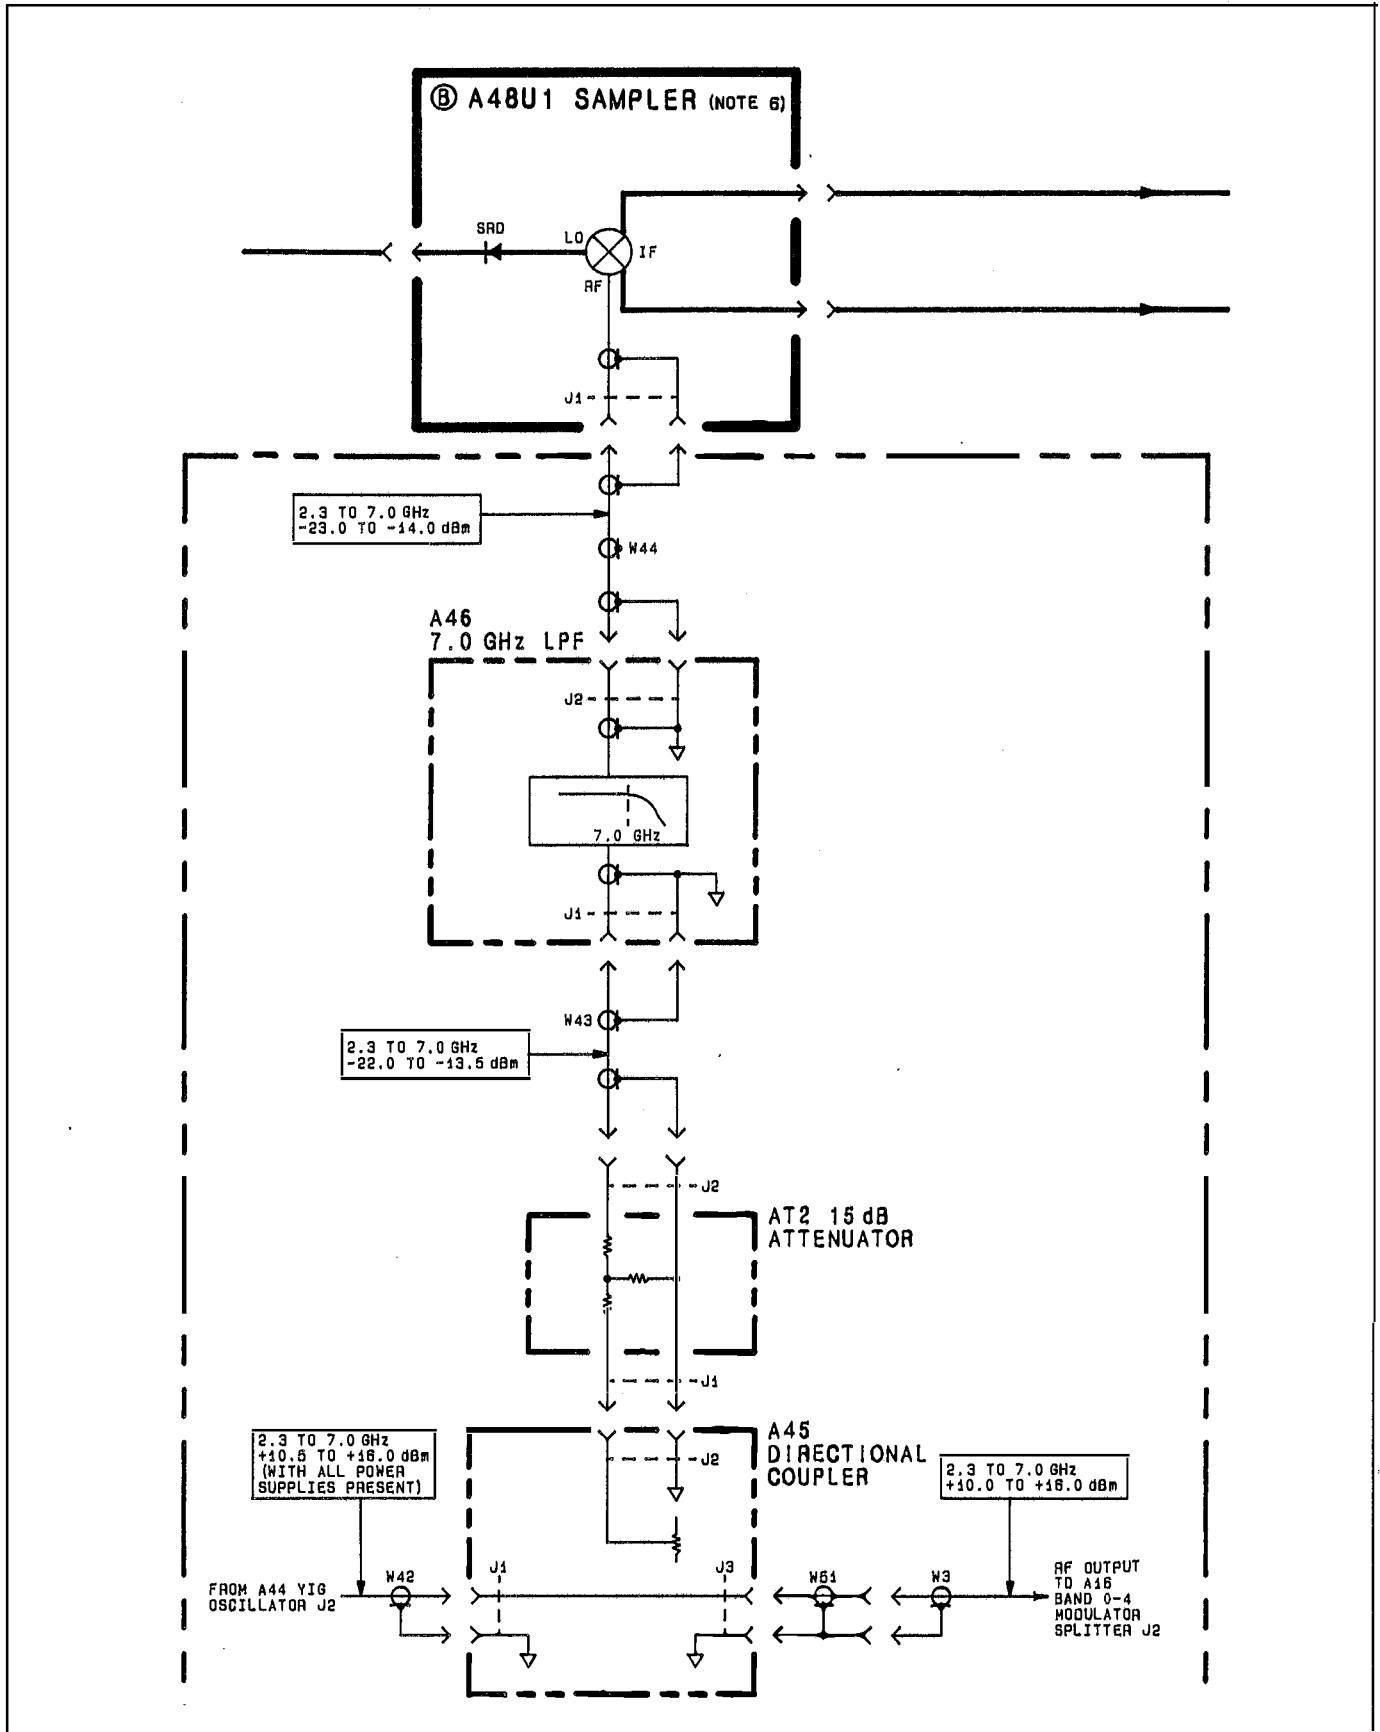 Ⓑ A48U1 SAMPLER (NOTE 6)
SRD
LO
IF
RF
J1
2.3 TO 7.0 GHz
-23.0 TO -14.0 dBm
W44
A46
7.0 GHz LPF
J2
7.0 GHz
J1
W43
2.3 TO 7.0 GHz
-22.0 TO -13.5 dBm
J2
AT2 15 dB
ATTENUATOR
J1
A45
DIRECTIONAL
COUPLER
2.3 TO 7.0 GHz
+10.5 TO +16.0 dBm
(WITH ALL POWER
SUPPLIES PRESENT)
J2
2.3 TO 7.0 GHz
+10.0 TO +16.0 dBm
FROM A44 YIG
OSCILLATOR J2
W42
J1
J3
W51
W3
RF OUTPUT
TO A16
BAND 0-4
MODULATOR
SPLITTER J2